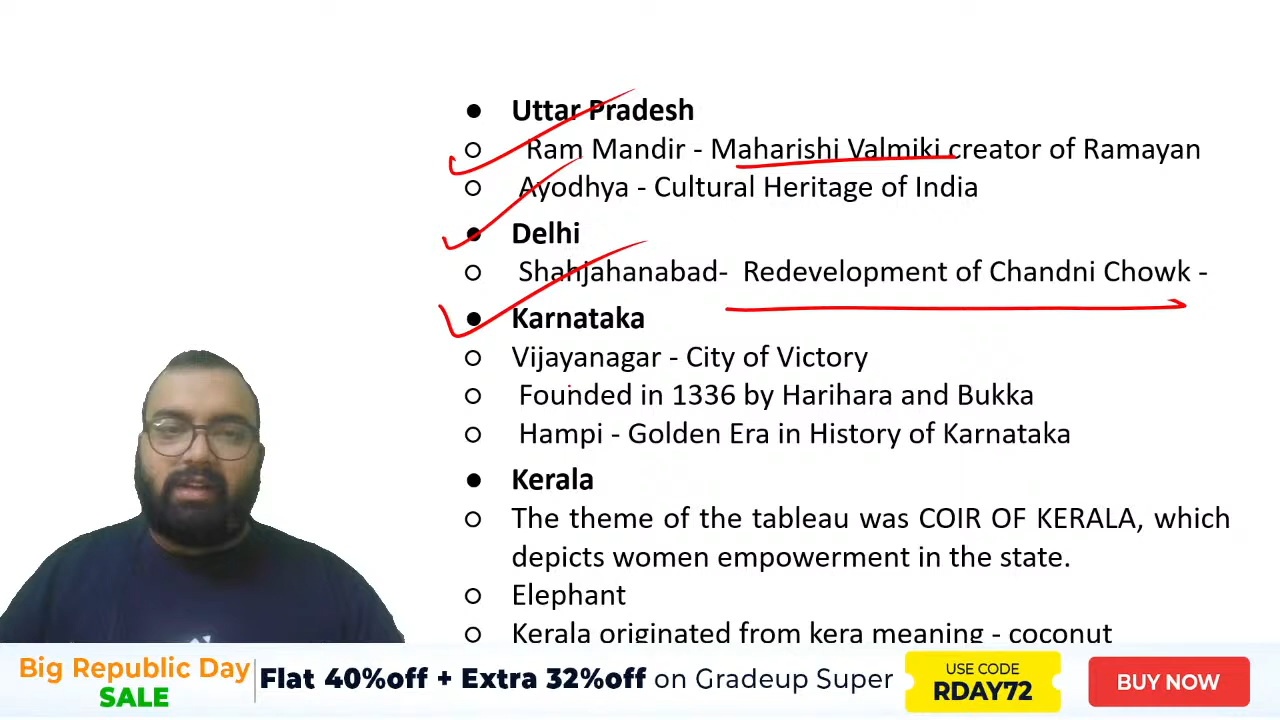 ● Uttar Pradesh
○ Ram Mandir - Maharishi Valmiki creator of Ramayan
○ Ayodhya - Cultural Heritage of India
● Delhi
○ Shahjahanabad- Redevelopment of Chandni Chowk -
● Karnataka
○ Vijayanagar - City of Victory
○ Founded in 1336 by Harihara and Bukka
○ Hampi - Golden Era in History of Karnataka
● Kerala
○ The theme of the tableau was COIR OF KERALA, which
depicts women empowerment in the state.
○ Elephant
○ Kerala originated from kera meaning - coconut
Big Republic Day
SALE
Flat 40%off + Extra 32%off on Gradeup Super
USE CODE
RDAY72
BUY NOW